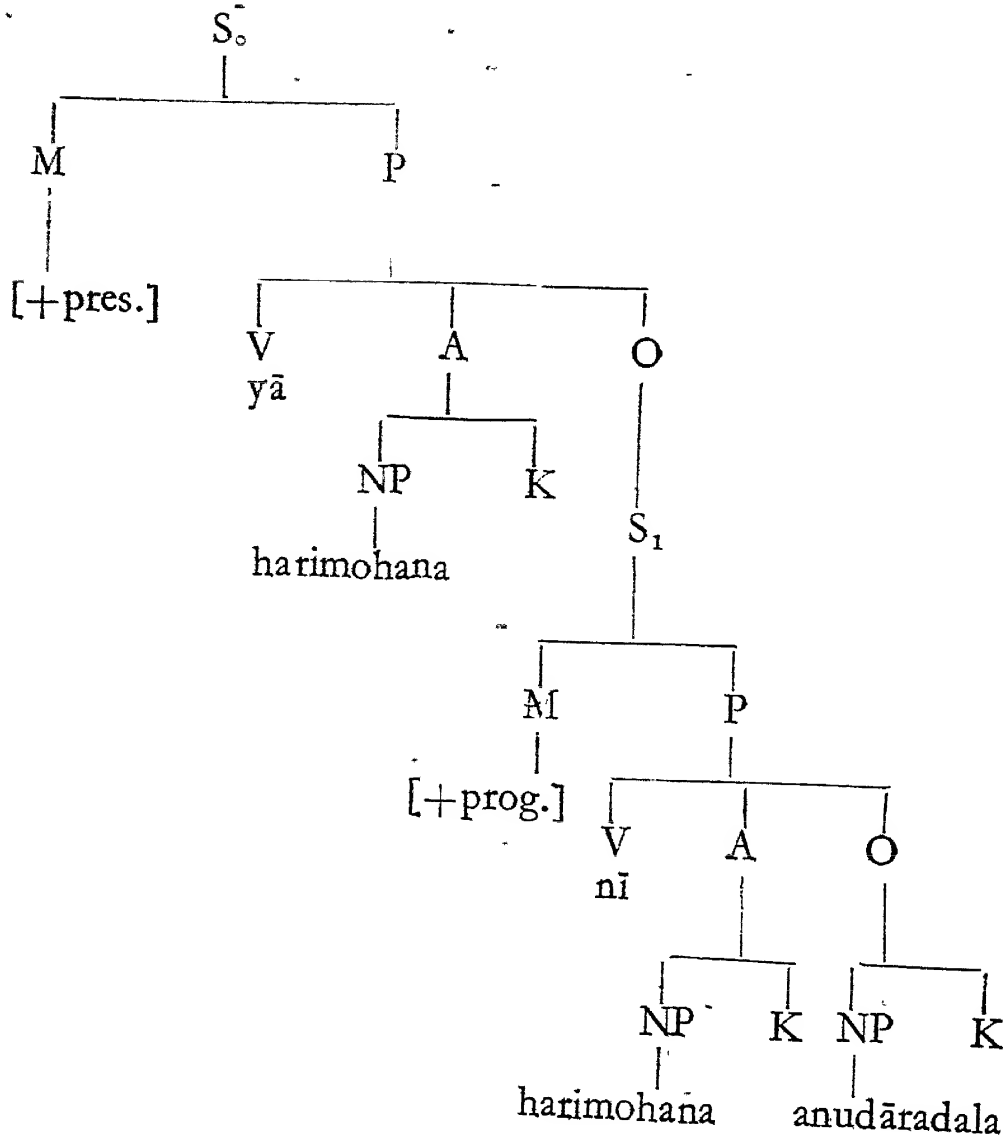 S₀
M P
[+pres.]
V A O
yā
NP K
S₁
harimohana
M P
[+prog.]
V A O
nī
NP K NP K
harimohana anudāradala